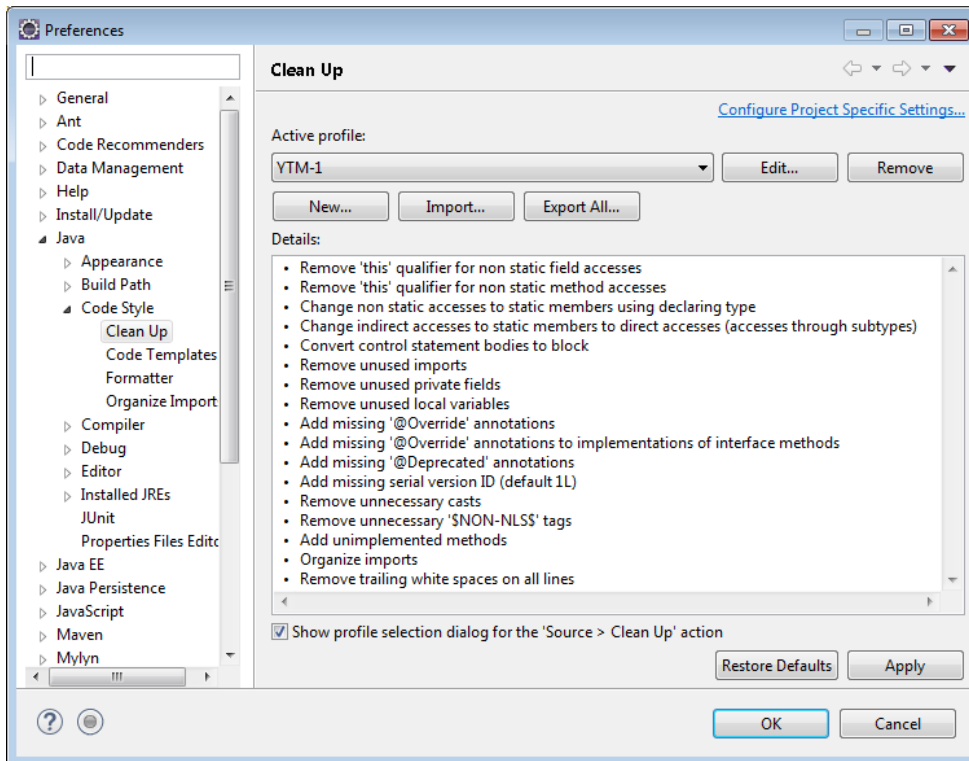 Preferences
Clean Up
Configure Project Specific Settings...
General
Ant
Code Recommenders
Data Management
Help
Install/Update
Java
Appearance
Build Path
Code Style
Clean Up
Code Templates
Formatter
Organize Import
Compiler
Debug
Editor
Installed JREs
JUnit
Properties Files Edito
Java EE
Java Persistence
JavaScript
Maven
Mylyn
Active profile:
YTM-1
Edit...
Remove
New...
Import...
Export All...
Details:
• Remove 'this' qualifier for non static field accesses
• Remove 'this' qualifier for non static method accesses
• Change non static accesses to static members using declaring type
• Change indirect accesses to static members to direct accesses (accesses through subtypes)
• Convert control statement bodies to block
• Remove unused imports
• Remove unused private fields
• Remove unused local variables
• Add missing '@Override' annotations
• Add missing '@Override' annotations to implementations of interface methods
• Add missing '@Deprecated' annotations
• Add missing serial version ID (default 1L)
• Remove unnecessary casts
• Remove unnecessary '$NON-NLS$' tags
• Add unimplemented methods
• Organize imports
• Remove trailing white spaces on all lines
Show profile selection dialog for the 'Source > Clean Up' action
Restore Defaults
Apply
OK
Cancel